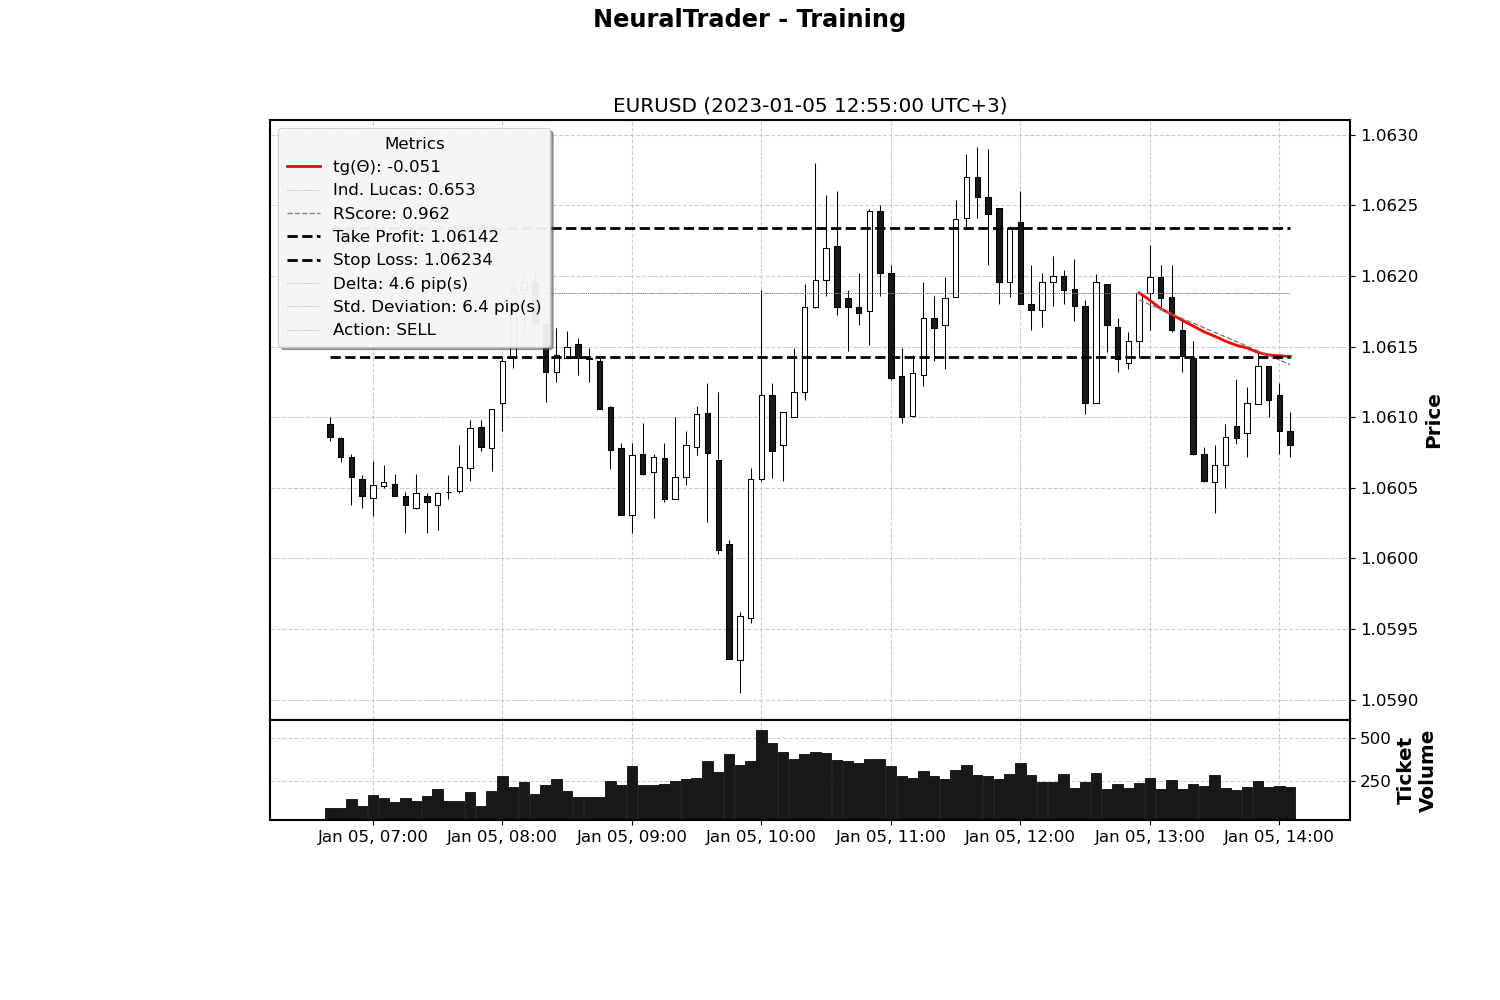 NeuralTrader - Training
EURUSD (2023-01-05 12:55:00 UTC+3)
Metrics
tg(Θ): -0.051
Ind. Lucas: 0.653
RScore: 0.962
Take Profit: 1.06142
Stop Loss: 1.06234
Delta: 4.6 pip(s)
Std. Deviation: 6.4 pip(s)
Action: SELL
1.0630
1.0625
1.0620
1.0615
1.0610
1.0605
1.0600
1.0595
1.0590
Price
500
250
Ticket
Volume
Jan 05, 07:00
Jan 05, 08:00
Jan 05, 09:00
Jan 05, 10:00
Jan 05, 11:00
Jan 05, 12:00
Jan 05, 13:00
Jan 05, 14:00